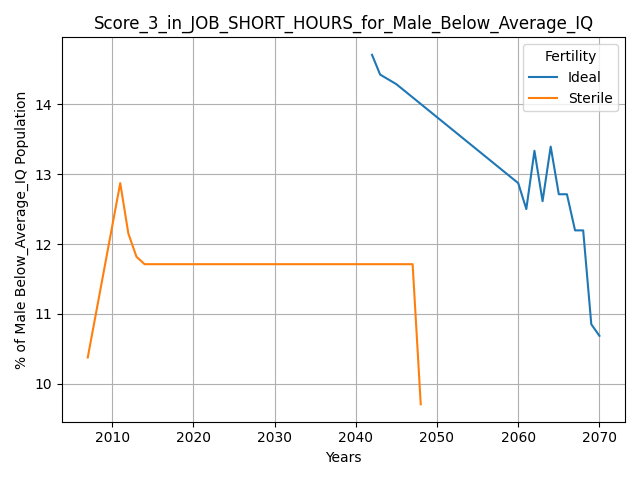 Score_3_in_JOB_SHORT_HOURS_for_Male_Below_Average_IQ
% of Male Below_Average_IQ Population
14
13
12
11
10
Fertility
Ideal
Sterile
2010 2020 2030 2040 2050 2060 2070
Years